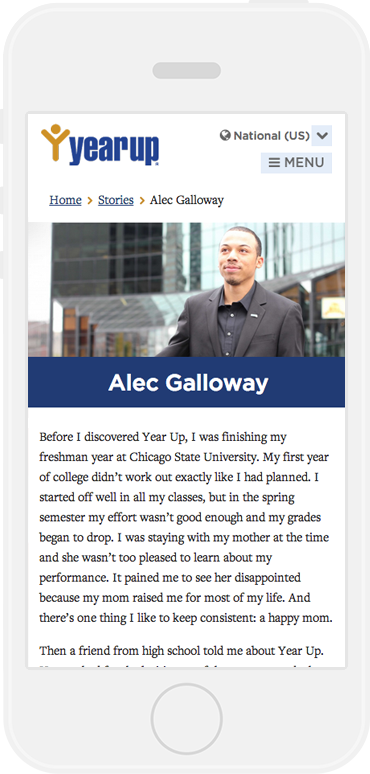 yearup
National (US)
MENU
Home > Stories > Alec Galloway
Alec Galloway
Before I discovered Year Up, I was finishing my
freshman year at Chicago State University. My first year
of college didn’t work out exactly like I had planned. I
started off well in all my classes, but in the spring
semester my effort wasn’t good enough and my grades
began to drop. I was staying with my mother at the time
and she wasn’t too pleased to learn about my
performance. It pained me to see her disappointed
because my mom raised me for most of my life. And
there’s one thing I like to keep consistent: a happy mom.
Then a friend from high school told me about Year Up.